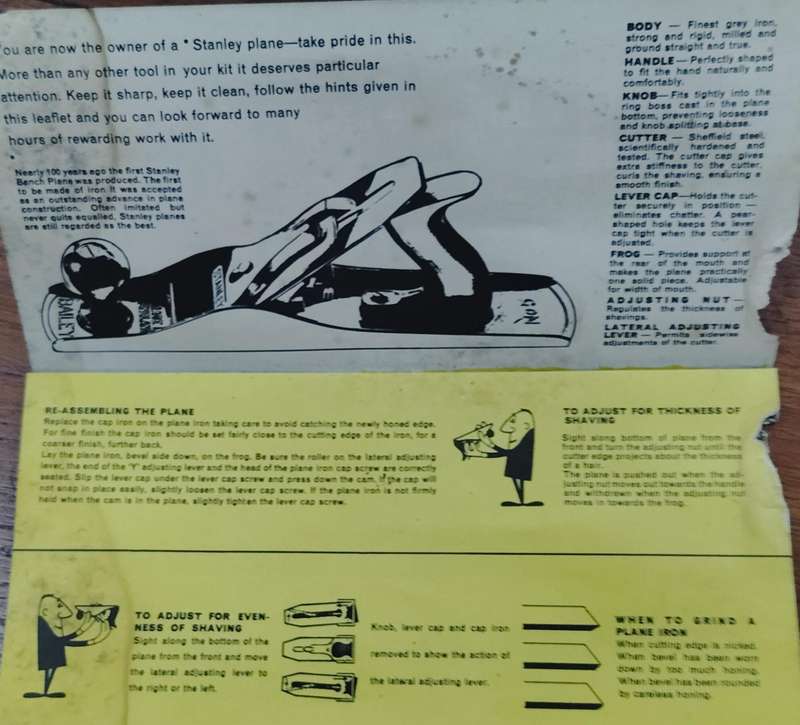 ou are now the owner of a * Stanley plane—take pride in this.
More than any other tool in your kit it deserves particular
attention. Keep it sharp, keep it clean, follow the hints given in
this leaflet and you can look forward to many
hours of rewarding work with it.
Nearly 100 years ago the first Stanley
Bench Plane was produced. The first
to be made of iron it was accepted
as an outstanding advance in plane
construction. Often imitated but
never quite equalled, Stanley planes
are still regarded as the best.
BAILEY
STANLEY
No 5
BODY — Finest grey iron,
strong and rigid, milled and
ground straight and true.
HANDLE — Perfectly shaped
to fit the hand naturally and
comfortably.
KNOB — Fits tightly into the
ring boss cast in the plane
bottom, preventing looseness
and knob splitting at base.
CUTTER — Sheffield steel,
scientifically hardened and
tested. The cutter cap gives
extra stiffness to the cutter,
curls the shaving, ensuring a
smooth finish.
LEVER CAP — Holds the cut-
ter securely in position —
eliminates chatter. A pear-
shaped hole keeps the lever
cap tight when the cutter is
adjusted.
FROG — Provides support at
the rear of the mouth and
makes the plane practically
one solid piece. Adjustable
for width of mouth.
ADJUSTING NUT —
Regulates the thickness of
shavings.
LATERAL ADJUSTING
LEVER — Permits sidewise
adjustments of the cutter.
RE-ASSEMBLING THE PLANE
Replace the cap iron on the plane iron taking care to avoid catching the newly honed edge.
For fine finish the cap iron should be set fairly close to the cutting edge of the iron, for a
coarser finish, further back.
Lay the plane iron, bevel side down, on the frog. Be sure the roller on the lateral adjusting
lever, the end of the 'Y' adjusting lever and the head of the plane iron cap screw are correctly
seated. Slip the lever cap under the lever cap screw and press down the cam. If the cap will
not snap in place easily, slightly loosen the lever cap screw. If the plane iron is not firmly
held when the cam is in the plane, slightly tighten the lever cap screw.
TO ADJUST FOR THICKNESS OF
SHAVING
Sight along bottom of plane from the
front and turn the adjusting nut until the
cutter edge projects about the thickness
of a hair.
The plane is pushed out when the ad-
justing nut moves out towards the handle
and withdrawn when the adjusting nut
moves in towards the frog.
TO ADJUST FOR EVEN-
NESS OF SHAVING
Sight along the bottom of the
plane from the front and move
the lateral adjusting lever to
the right or the left.
Knob, lever cap and cap iron
removed to show the action of
the lateral adjusting lever.
WHEN TO GRIND A
PLANE IRON
When cutting edge is nicked.
When bevel has been worn
down by too much honing.
When bevel has been rounded
by careless honing.